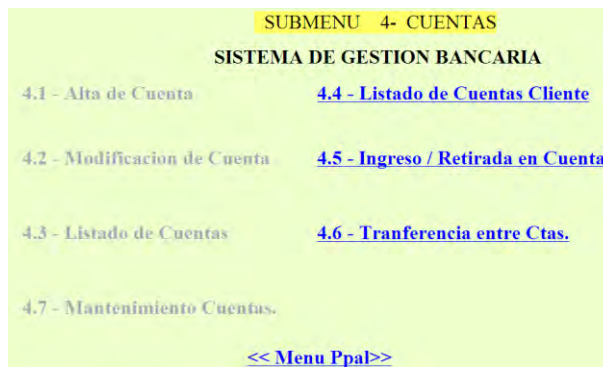 SUBMENU 4- CUENTAS
SISTEMA DE GESTION BANCARIA
4.1 - Alta de Cuenta
4.4 - Listado de Cuentas Cliente
4.2 - Modificacion de Cuenta
4.5 - Ingreso / Retirada en Cuenta
4.3 - Listado de Cuentas
4.6 - Tranferencia entre Ctas.
4.7 - Mantenimiento Cuentas.
<< Menu Ppal>>